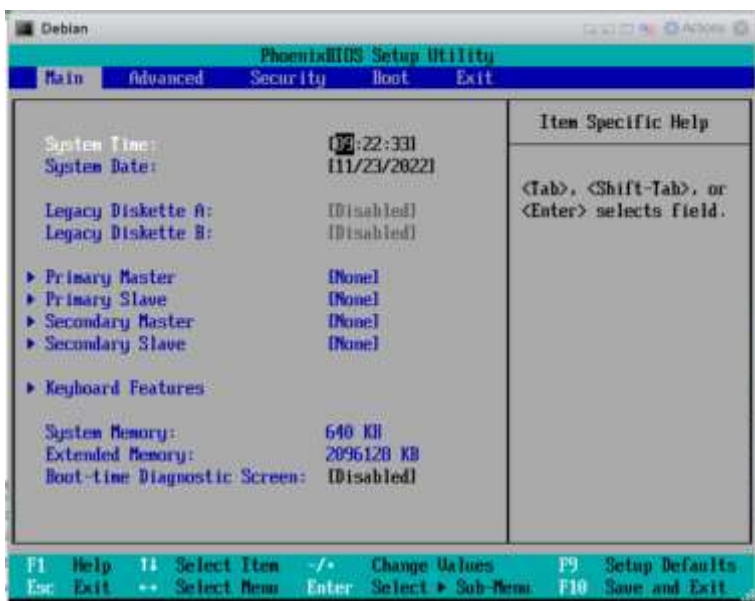 Debian
Actions
PhoenixBIOS Setup Utility
Main Advanced Security Boot Exit
Item Specific Help
System Time: [09:22:33]
System Date: [11/23/2022]
<Tab>, <Shift-Tab>, or
<Enter> selects field.
Legacy Diskette A: [Disabled]
Legacy Diskette B: [Disabled]
Primary Master [None]
Primary Slave [None]
Secondary Master [None]
Secondary Slave [None]
Keyboard Features
System Memory: 640 KB
Extended Memory: 2096128 KB
Boot-time Diagnostic Screen: [Disabled]
F1 Help ↑↓ Select Item -/+ Change Values F9 Setup Defaults
Esc Exit ↔ Select Menu Enter Select ▶ Sub-Menu F10 Save and Exit